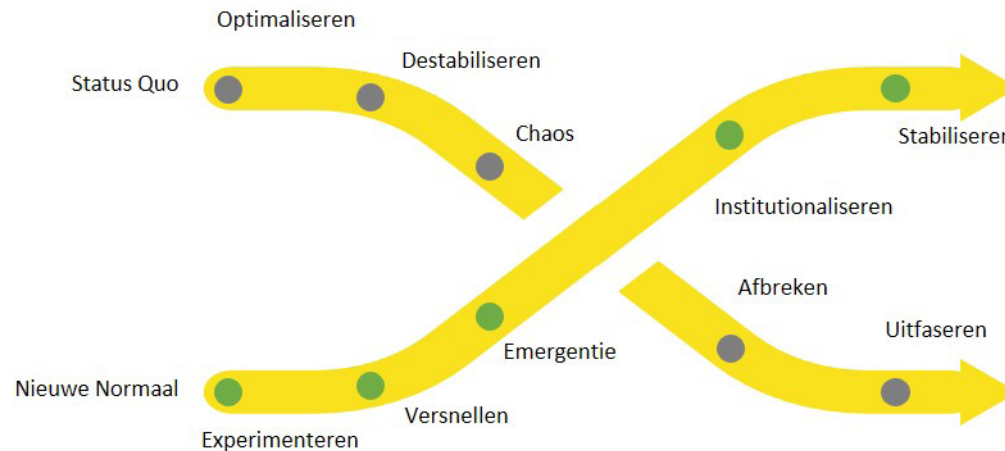 Optimaliseren
Status Quo
Destabiliseren
Chaos
Stabiliseren
Institutionaliseren
Afbreken
Uitfaseren
Emergentie
Nieuwe Normaal
Versnellen
Experimenteren